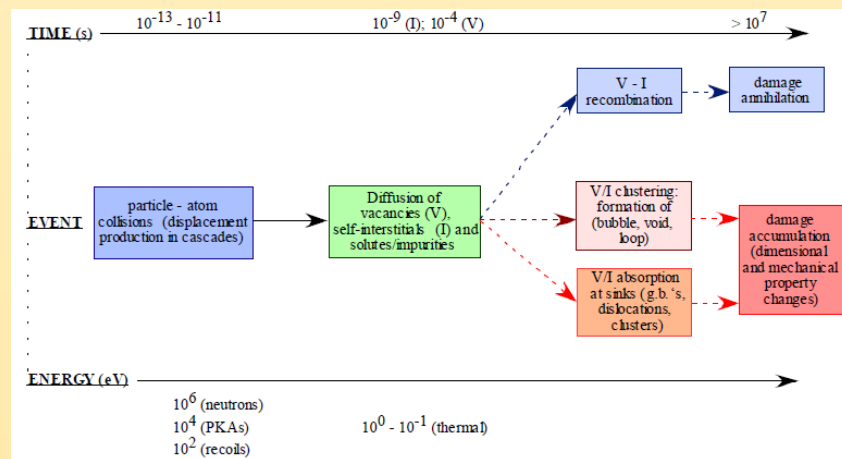 10⁻¹³ - 10⁻¹¹ 10⁻⁹ (I); 10⁻⁴ (V) > 10⁷
TIME (s)
V - I
recombination
damage
annihilation
particle - atom
collisions (displacement
production in cascades)
EVENT
Diffusion of
vacancies (V),
self-interstitials (I) and
solutes/impurities
V/I clustering:
formation of
(bubble, void,
loop)
V/I absorption
at sinks (g.b.‘s,
dislocations,
clusters)
damage
accumulation
(dimensional
and mechanical
property
changes)
ENERGY (eV)
10⁶ (neutrons)
10⁴ (PKAs)
10² (recoils)
10⁰ - 10⁻¹ (thermal)